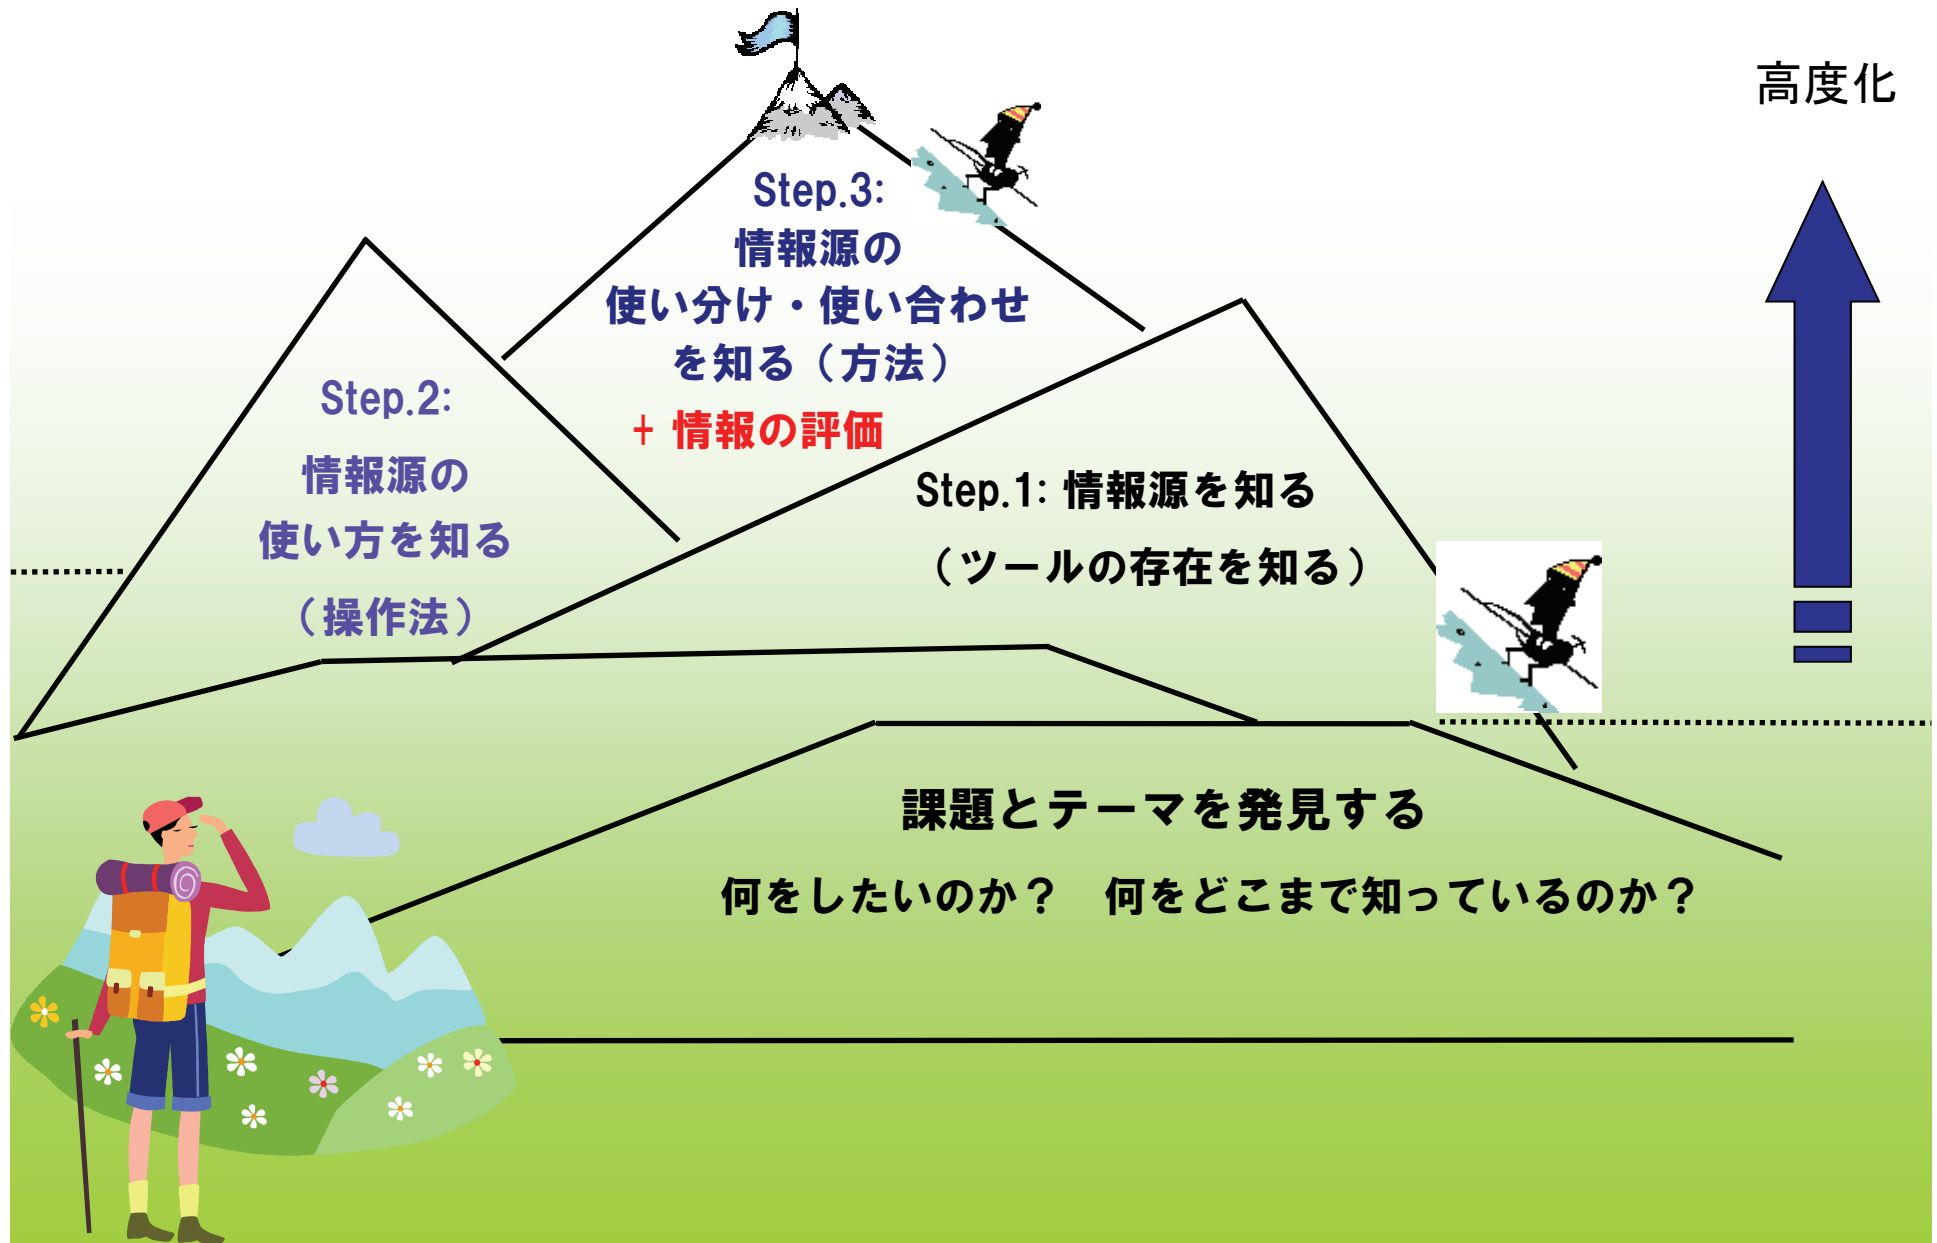 高度化
Step.3:
情報源の
使い分け・使い合わせ
を知る（方法）
+ 情報の評価
Step.2:
情報源の
使い方を知る
（操作法）
Step.1: 情報源を知る
（ツールの存在を知る）
課題とテーマを発見する
何をしたいのか？　何をどこまで知っているのか？